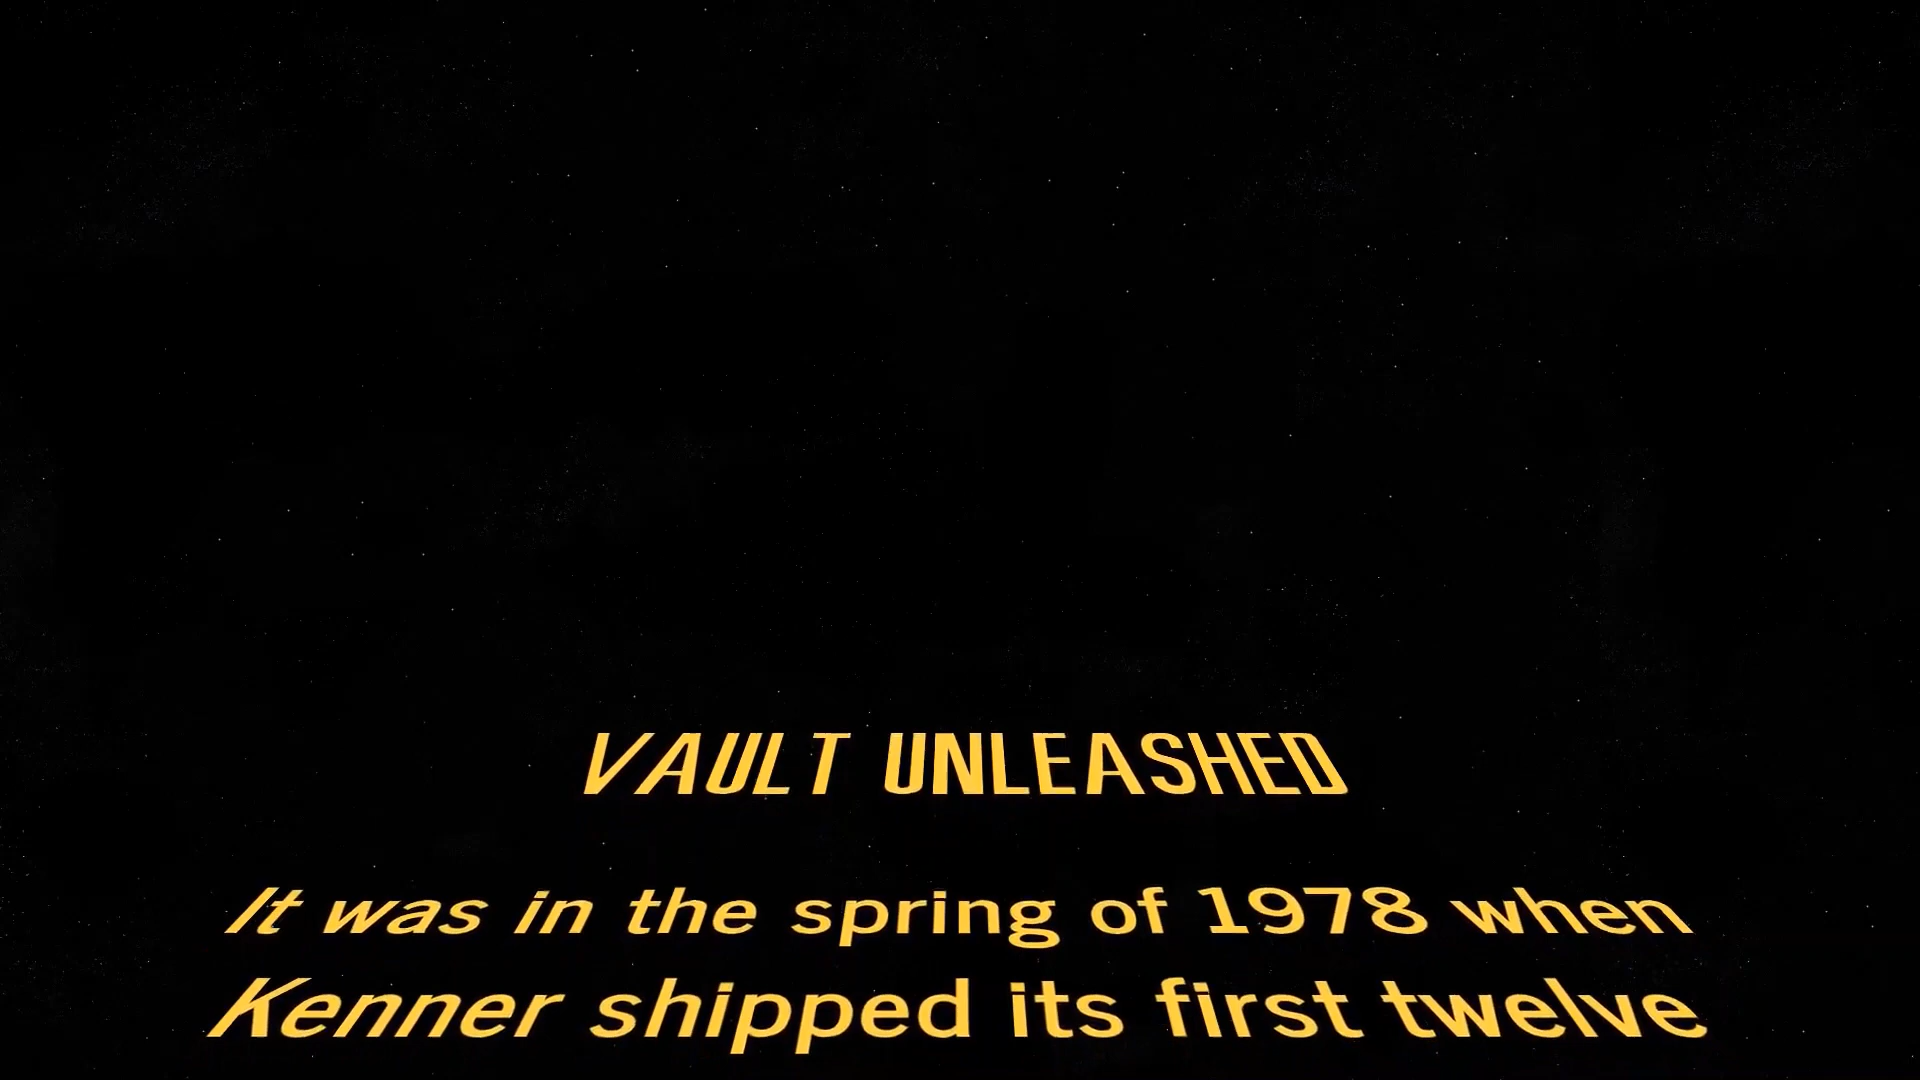 VAULT UNLEASHED
It was in the spring of 1978 when
Kenner shipped its first twelve